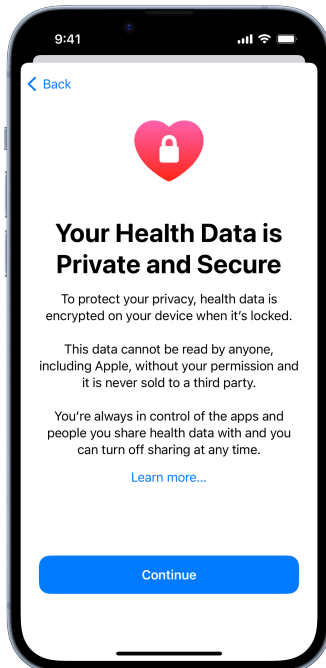 9:41
Back
Your Health Data is
Private and Secure
To protect your privacy, health data is
encrypted on your device when it’s locked.
This data cannot be read by anyone,
including Apple, without your permission and
it is never sold to a third party.
You’re always in control of the apps and
people you share health data with and you
can turn off sharing at any time.
Learn more...
Continue